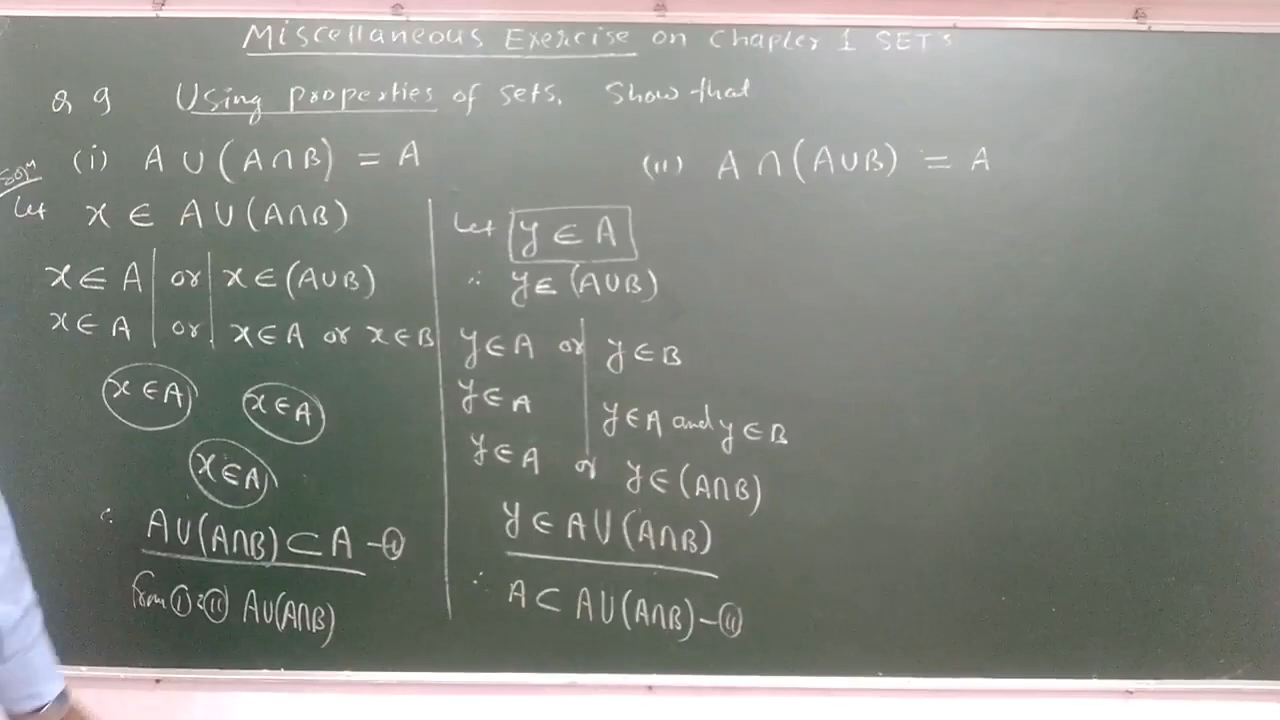 Miscellaneous Exercise on Chapter 1 SETs
Q 9 Using properties of sets. Show that
(i) A ∪ (A∩B) = A
(ii) A ∩ (A∪B) = A
Soln
Let x ∈ A ∪ (A∩B)
x ∈ A or x ∈ (A∪B)
x ∈ A or x ∈ A or x ∈ B
x ∈ A x ∈ A
x ∈ A
∴ A∪(A∩B) ⊂ A - (i)
from (i) & (ii) A∪(A∩B)
Let y ∈ A
∴ y ∈ (A∪B)
y ∈ A or y ∈ B
y ∈ A
y ∈ A and y ∈ B
y ∈ A or y ∈ (A∩B)
y ∈ A∪(A∩B)
∴ A ⊂ A∪(A∩B) - (ii)